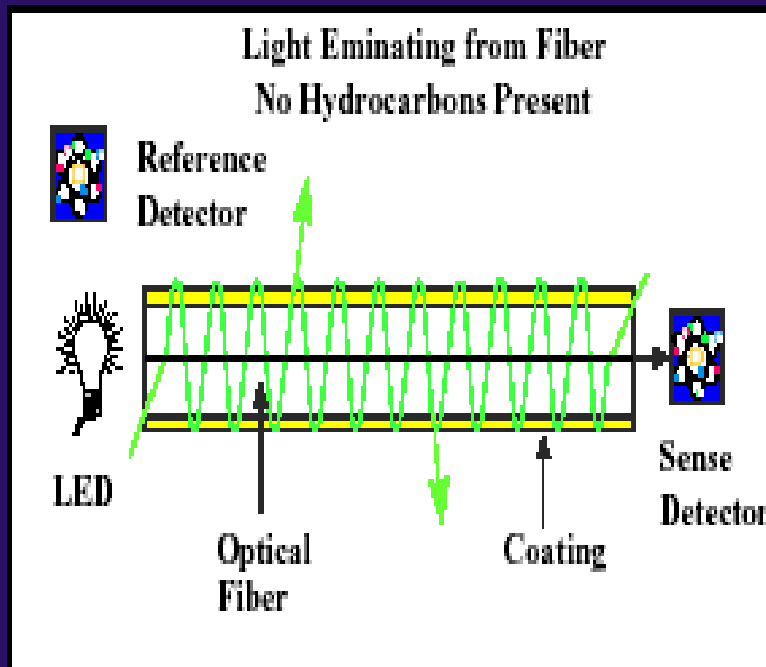 Light Eminating from Fiber
No Hydrocarbons Present
Reference
Detector
LED
Optical
Fiber
Coating
Sense
Detector